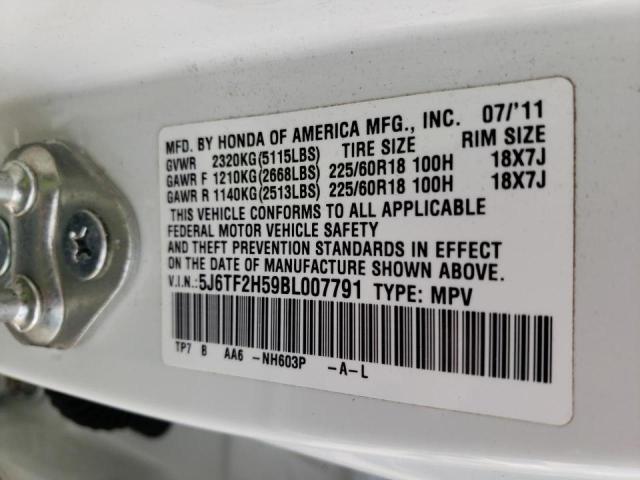 MFD. BY HONDA OF AMERICA MFG., INC. 07/'11
GVWR 2320KG(5115LBS) TIRE SIZE RIM SIZE
GAWR F 1210KG(2668LBS) 225/60R18 100H 18X7J
GAWR R 1140KG(2513LBS) 225/60R18 100H 18X7J
THIS VEHICLE CONFORMS TO ALL APPLICABLE
FEDERAL MOTOR VEHICLE SAFETY
AND THEFT PREVENTION STANDARDS IN EFFECT
ON THE DATE OF MANUFACTURE SHOWN ABOVE.
V.I.N.:5J6TF2H59BL007791 TYPE: MPV
TP7 B AA6 -NH603P -A-L